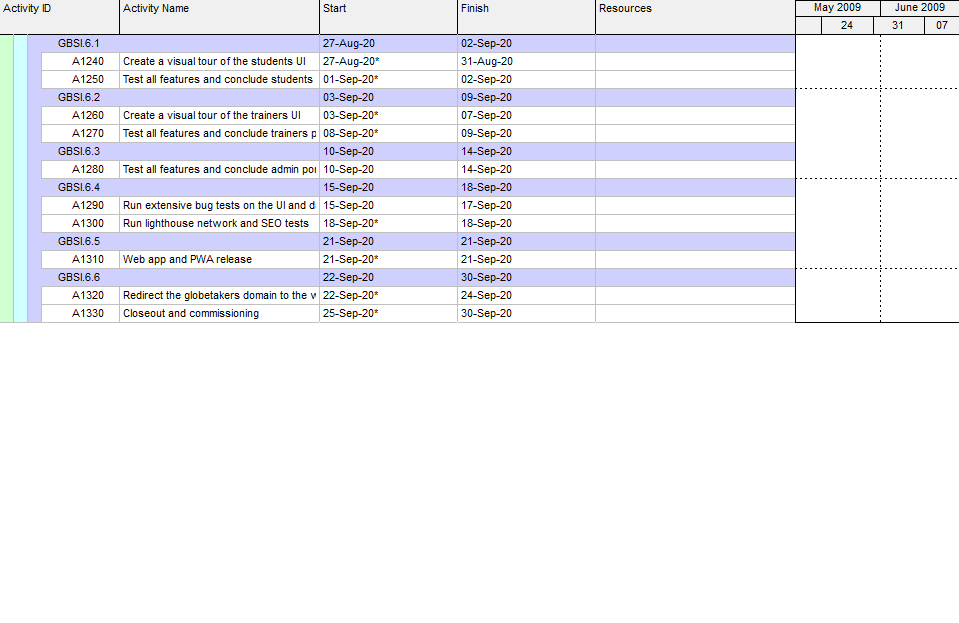 Activity ID Activity Name Start Finish Resources May 2009 June 2009
24 31 07
GBSI.6.1 27-Aug-20 02-Sep-20
A1240 Create a visual tour of the students UI 27-Aug-20* 31-Aug-20
A1250 Test all features and conclude students 01-Sep-20* 02-Sep-20
GBSI.6.2 03-Sep-20 09-Sep-20
A1260 Create a visual tour of the trainers UI 03-Sep-20* 07-Sep-20
A1270 Test all features and conclude trainers p 08-Sep-20* 09-Sep-20
GBSI.6.3 10-Sep-20 14-Sep-20
A1280 Test all features and conclude admin por 10-Sep-20 14-Sep-20
GBSI.6.4 15-Sep-20 18-Sep-20
A1290 Run extensive bug tests on the UI and d 15-Sep-20 17-Sep-20
A1300 Run lighthouse network and SEO tests 18-Sep-20* 18-Sep-20
GBSI.6.5 21-Sep-20 21-Sep-20
A1310 Web app and PWA release 21-Sep-20* 21-Sep-20
GBSI.6.6 22-Sep-20 30-Sep-20
A1320 Redirect the globetakers domain to the 22-Sep-20* 24-Sep-20
A1330 Closeout and commissioning 25-Sep-20* 30-Sep-20